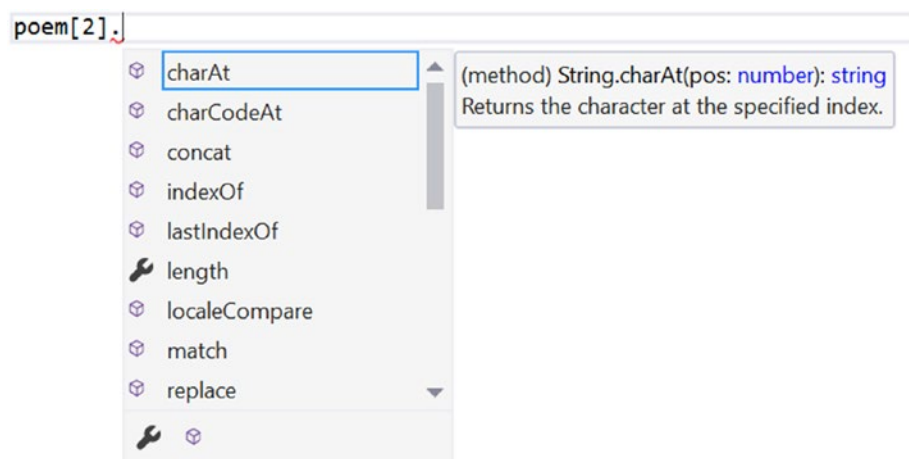 poem[2].
charAt
charCodeAt
concat
indexOf
lastIndexOf
length
localeCompare
match
replace
(method) String.charAt(pos: number): string
Returns the character at the specified index.